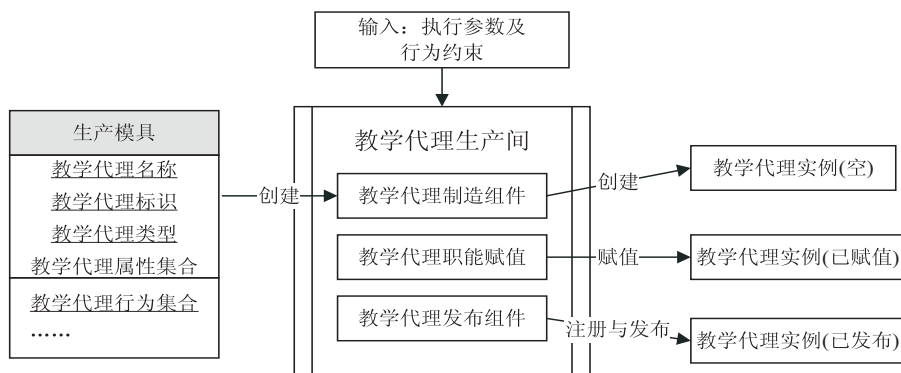 输入：执行参数及
行为约束
生产模具
教学代理名称
教学代理标识
教学代理类型
教学代理属性集合
教学代理行为集合
……
创建
教学代理生产间
教学代理制造组件
教学代理职能赋值
教学代理发布组件
创建
赋值
注册与发布
教学代理实例(空)
教学代理实例(已赋值)
教学代理实例(已发布)